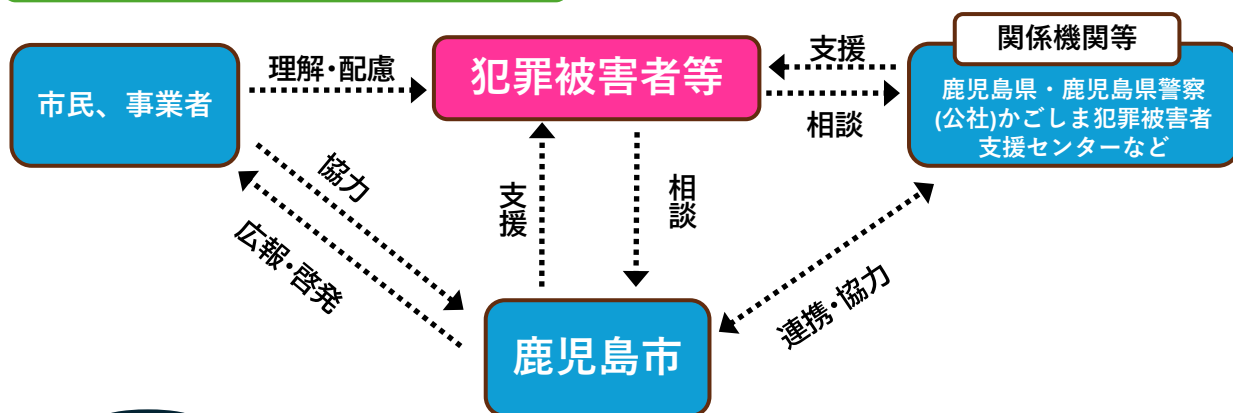 関係機関等
市民、事業者
理解・配慮
犯罪被害者等
支援
相談
鹿児島県・鹿児島県警察
(公社)かごしま犯罪被害者
支援センターなど
協力
広報・啓発
支援
相談
連携・協力
鹿児島市